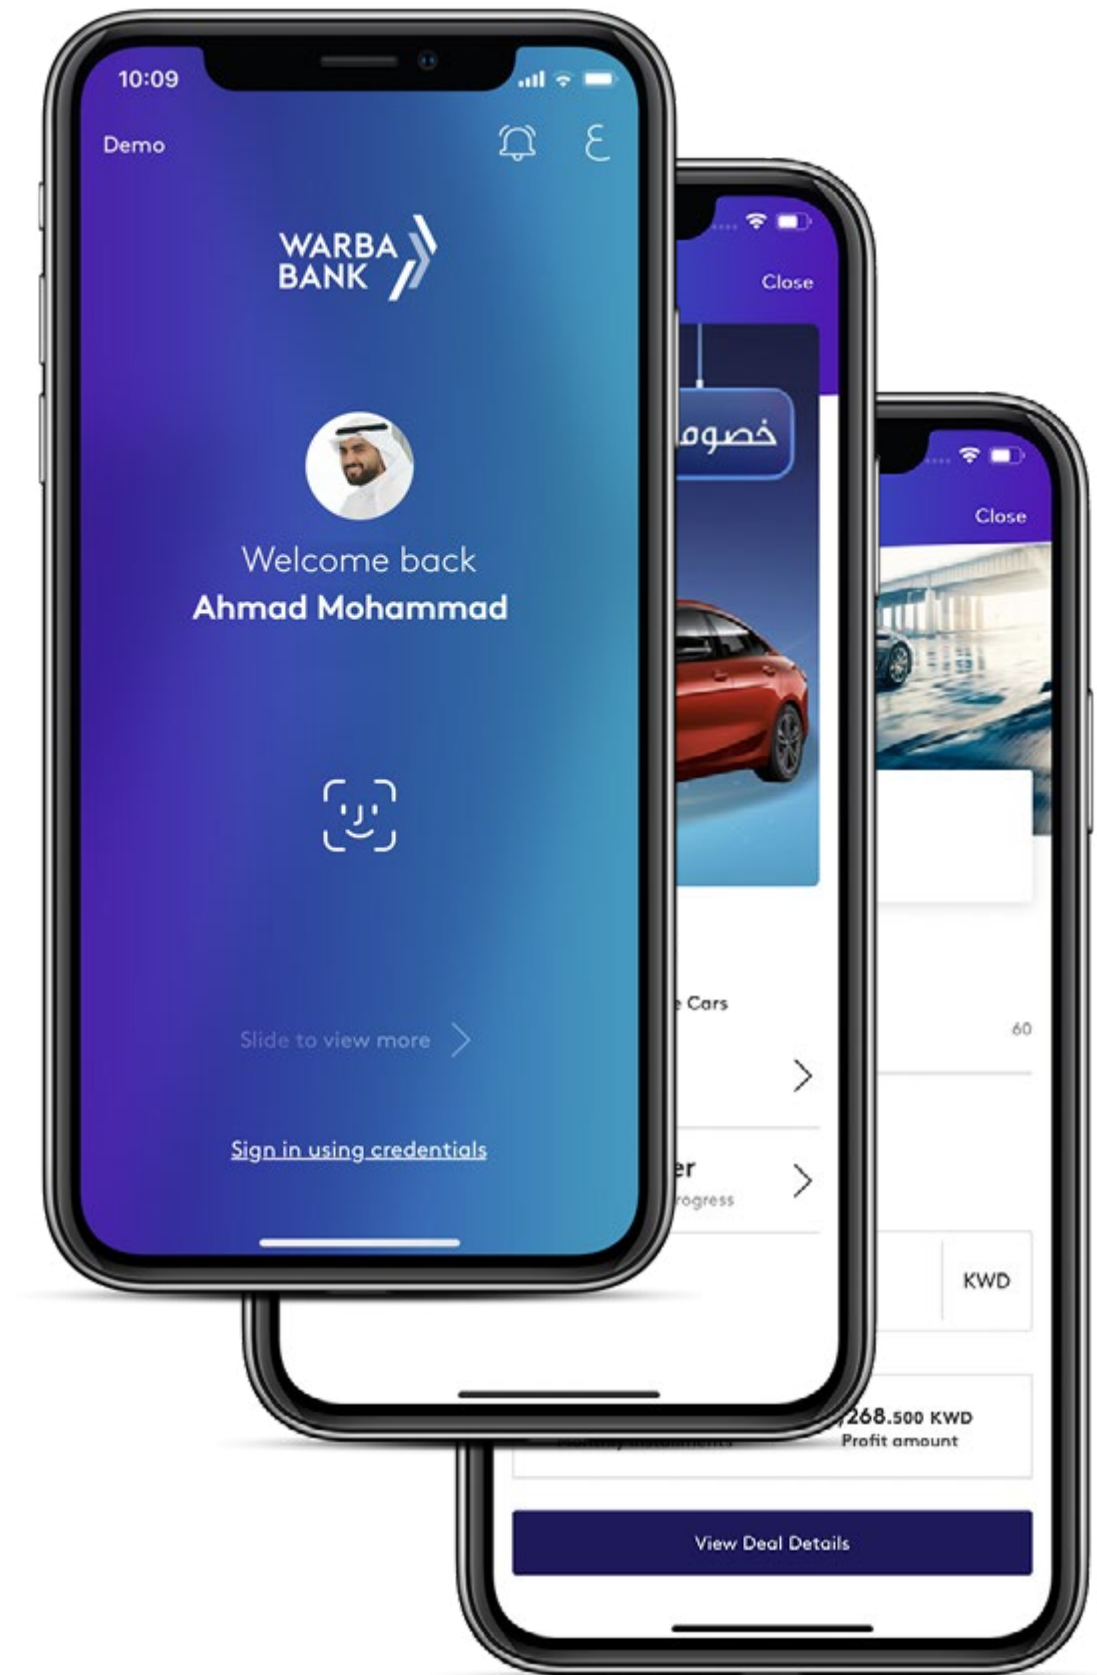 10:09
Demo
ع
WARBA
BANK
Welcome back
Ahmad Mohammad
Slide to view more
Sign in using credentials
Close
Cars
Close
60
KWD
268.500 KWD
Profit amount
View Deal Details